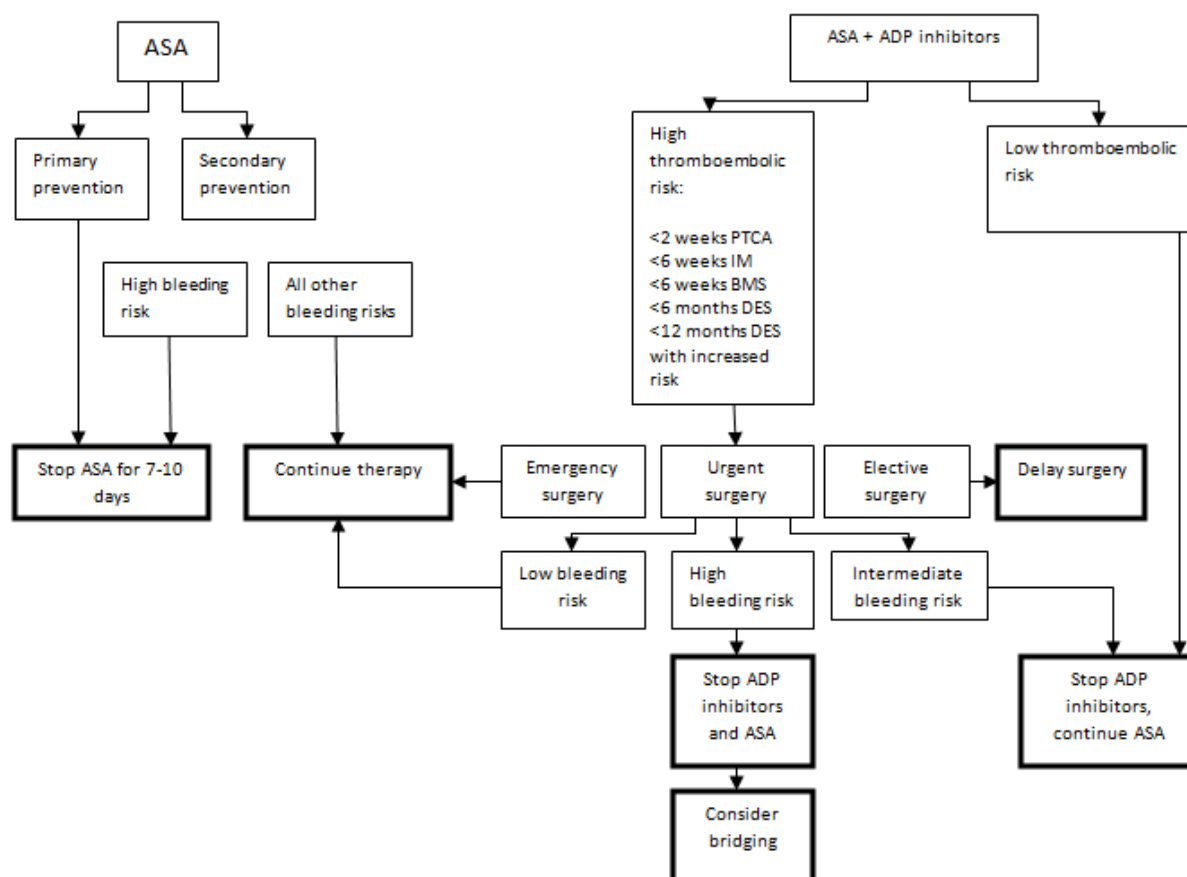 ASA
ASA + ADP inhibitors
Primary
prevention
Secondary
prevention
High
thromboembolic
risk:
<2 weeks PTCA
<6 weeks IM
<6 weeks BMS
<6 months DES
<12 months DES
with increased
risk
Low thromboembolic
risk
High bleeding
risk
All other
bleeding risks
Stop ASA for 7-10
days
Continue therapy
Emergency
surgery
Urgent
surgery
Elective
surgery
Delay surgery
Low bleeding
risk
High
bleeding risk
Intermediate
bleeding risk
Stop ADP
inhibitors
and ASA
Stop ADP
inhibitors,
continue ASA
Consider
bridging